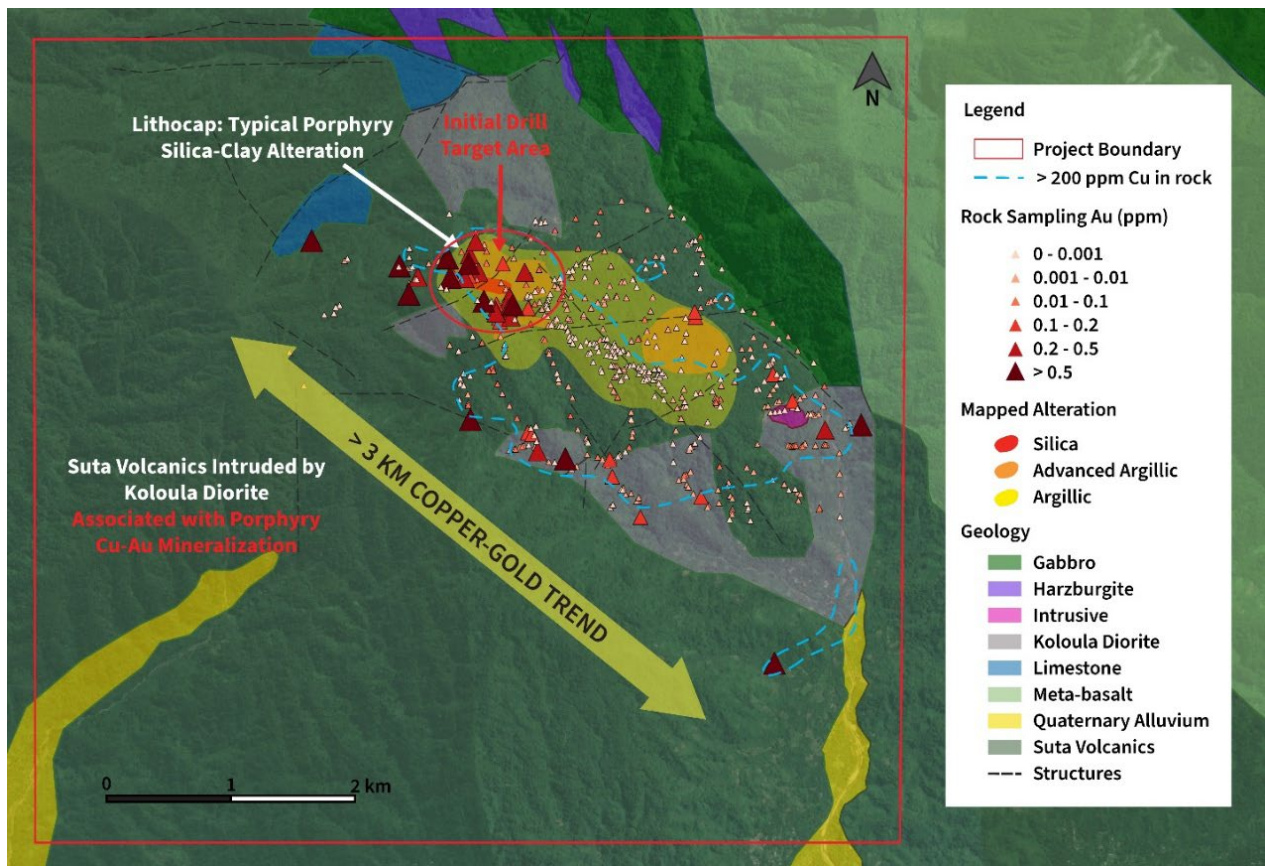 N
Lithocap: Typical Porphyry
Silica-Clay Alteration
Initial Drill
Target Area
> 3 KM COPPER-GOLD TREND
Suta Volcanics Intruded by
Koloula Diorite
Associated with Porphyry
Cu-Au Mineralization
0 1 2 km
Legend
Project Boundary
> 200 ppm Cu in rock
Rock Sampling Au (ppm)
0 - 0.001
0.001 - 0.01
0.01 - 0.1
0.1 - 0.2
0.2 - 0.5
> 0.5
Mapped Alteration
Silica
Advanced Argillic
Argillic
Geology
Gabbro
Harzburgite
Intrusive
Koloula Diorite
Limestone
Meta-basalt
Quaternary Alluvium
Suta Volcanics
Structures